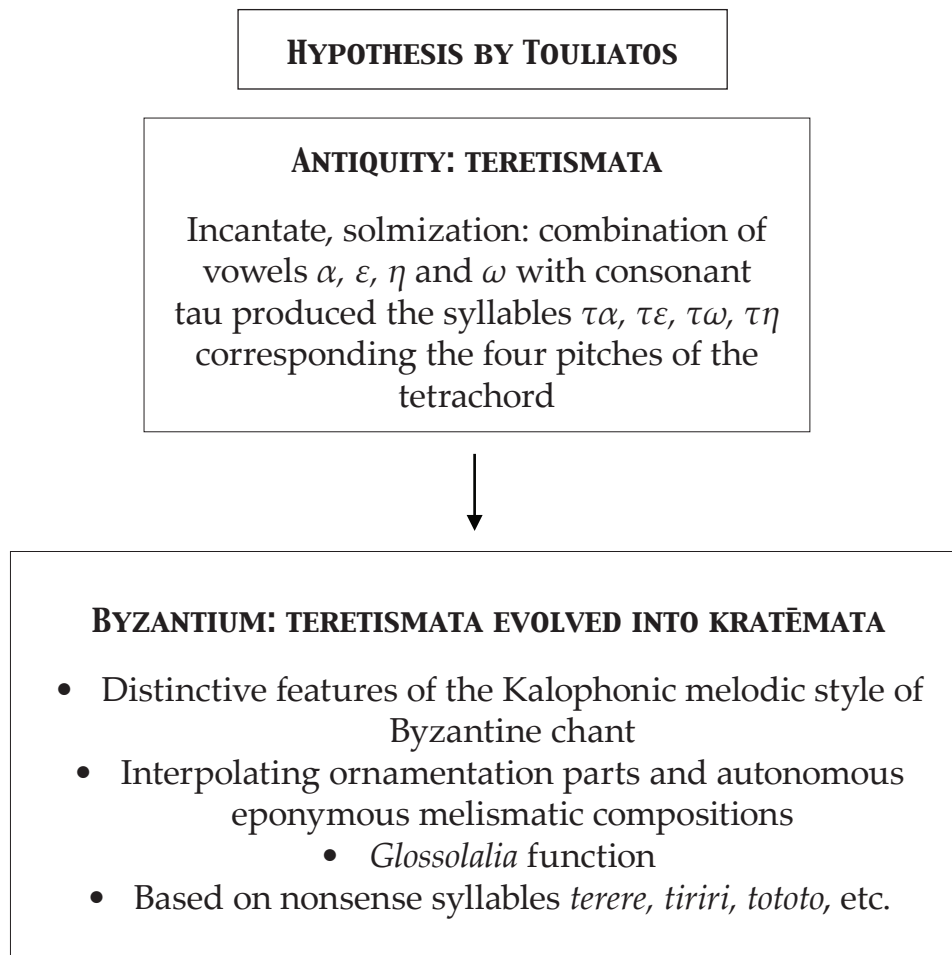 HYPOTHESIS BY TOULIATOS
ANTIQUITY: TERETISMATA
Incantate, solmization: combination of
vowels α, ε, η and ω with consonant
tau produced the syllables τα, τε, τω, τη
corresponding the four pitches of the
tetrachord
BYZANTIUM: TERETISMATA EVOLVED INTO KRATĒMATA
• Distinctive features of the Kalophonic melodic style of
Byzantine chant
• Interpolating ornamentation parts and autonomous
eponymous melismatic compositions
• Glossolalia function
• Based on nonsense syllables terere, tiriri, tototo, etc.